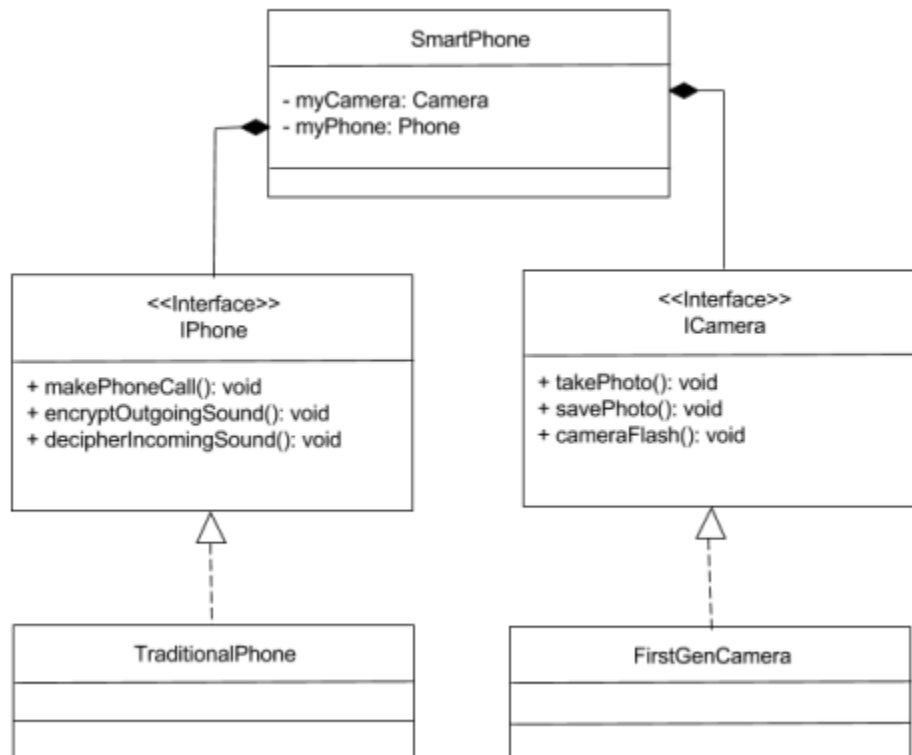 SmartPhone
- myCamera: Camera
- myPhone: Phone
<<Interface>>
IPhone
+ makePhoneCall(): void
+ encryptOutgoingSound(): void
+ decipherIncomingSound(): void
<<Interface>>
ICamera
+ takePhoto(): void
+ savePhoto(): void
+ cameraFlash(): void
TraditionalPhone
FirstGenCamera